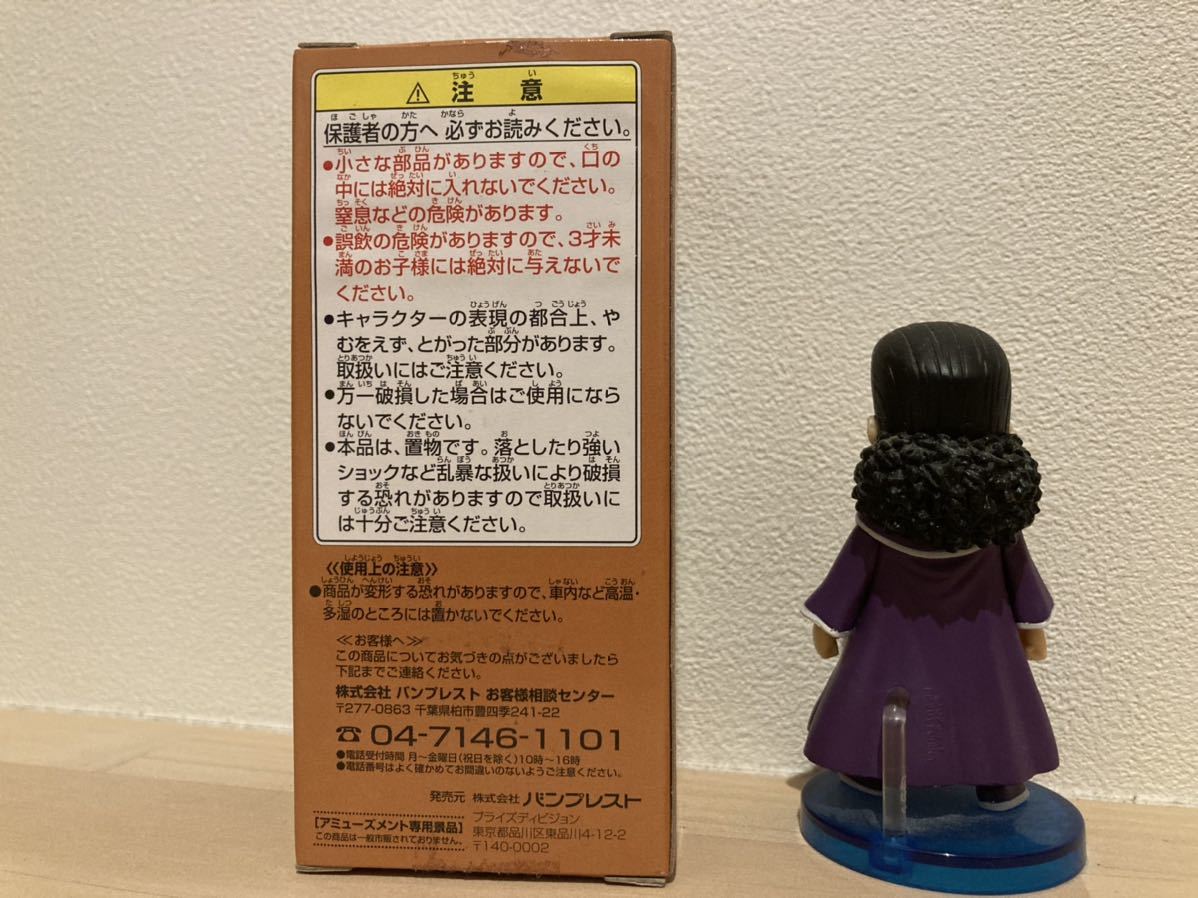 ⚠ 注意
保護者の方へ 必ずお読みください。
●小さな部品がありますので、口の
中には絶対に入れないでください。
窒息などの危険があります。
●誤飲の危険がありますので、3才未
満のお子様には絶対に与えないで
ください。
●キャラクターの表現の都合上、や
むをえず、とがった部分があります。
取扱いにはご注意ください。
●万一破損した場合はご使用になら
ないでください。
●本品は、置物です。落としたり強い
ショックなど乱暴な扱いにより破損
する恐れがありますので取扱いに
は十分ご注意ください。
《使用上の注意》
●商品が変形する恐れがありますので、車内など高温・
多湿のところには置かないでください。
≪お客様へ≫
この商品についてお気づきの点がございましたら
下記までご連絡ください。
株式会社 バンプレスト お客様相談センター
〒277-0863 千葉県柏市豊四季241-22
☎ 04-7146-1101
●電話受付時間 月〜金曜日(祝日を除く)10時〜16時
●電話番号はよく確かめてお間違いのないようご注意ください。
発売元 株式会社 バンプレスト
プライズディビジョン
東京都品川区東品川4-12-2
〒140-0002
[アミューズメント専用景品]
この商品は一般市販されておりません。